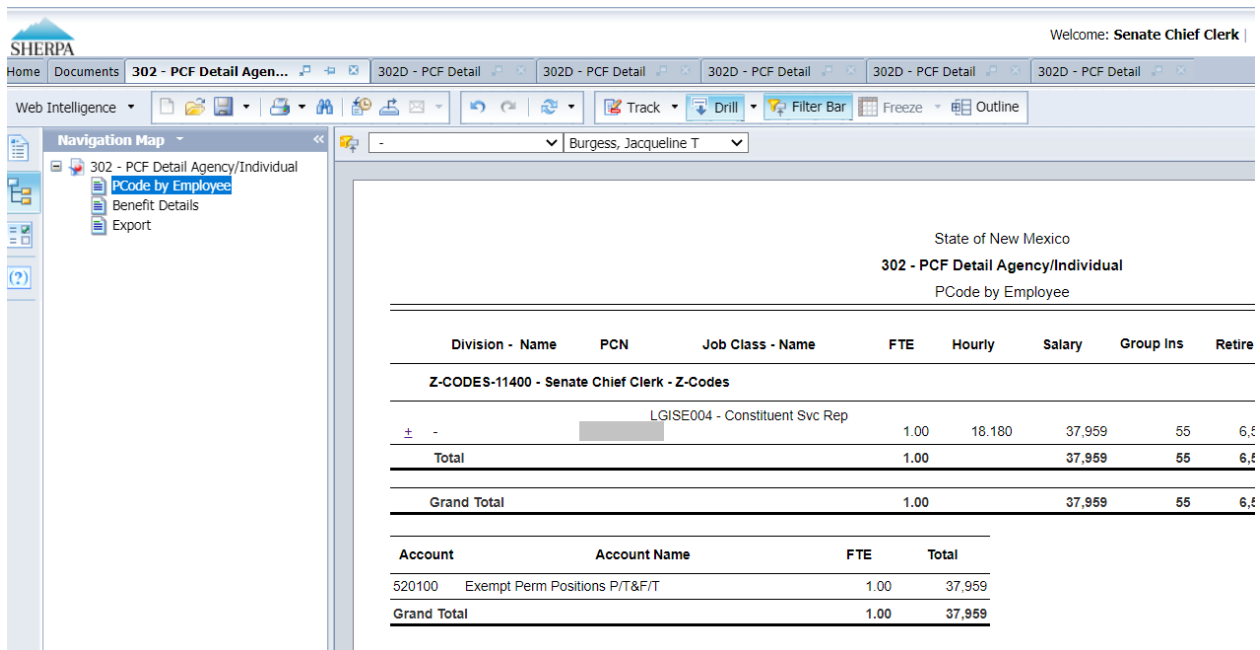 Welcome: Senate Chief Clerk |
SHERPA
Home Documents 302 - PCF Detail Agen... 302D - PCF Detail 302D - PCF Detail 302D - PCF Detail 302D - PCF Detail 302D - PCF Detail
Web Intelligence Track Drill Filter Bar Freeze Outline
Navigation Map «
- Burgess, Jacqueline T
302 - PCF Detail Agency/Individual
PCode by Employee
Benefit Details
Export
State of New Mexico
302 - PCF Detail Agency/Individual
PCode by Employee
Division - Name PCN Job Class - Name FTE Hourly Salary Group Ins Retire
Z-CODES-11400 - Senate Chief Clerk - Z-Codes
LGISE004 - Constituent Svc Rep
+ - 1.00 18.180 37,959 55 6,5
Total 1.00 37,959 55 6,5
Grand Total 1.00 37,959 55 6,5
Account Account Name FTE Total
520100 Exempt Perm Positions P/T&F/T 1.00 37,959
Grand Total 1.00 37,959